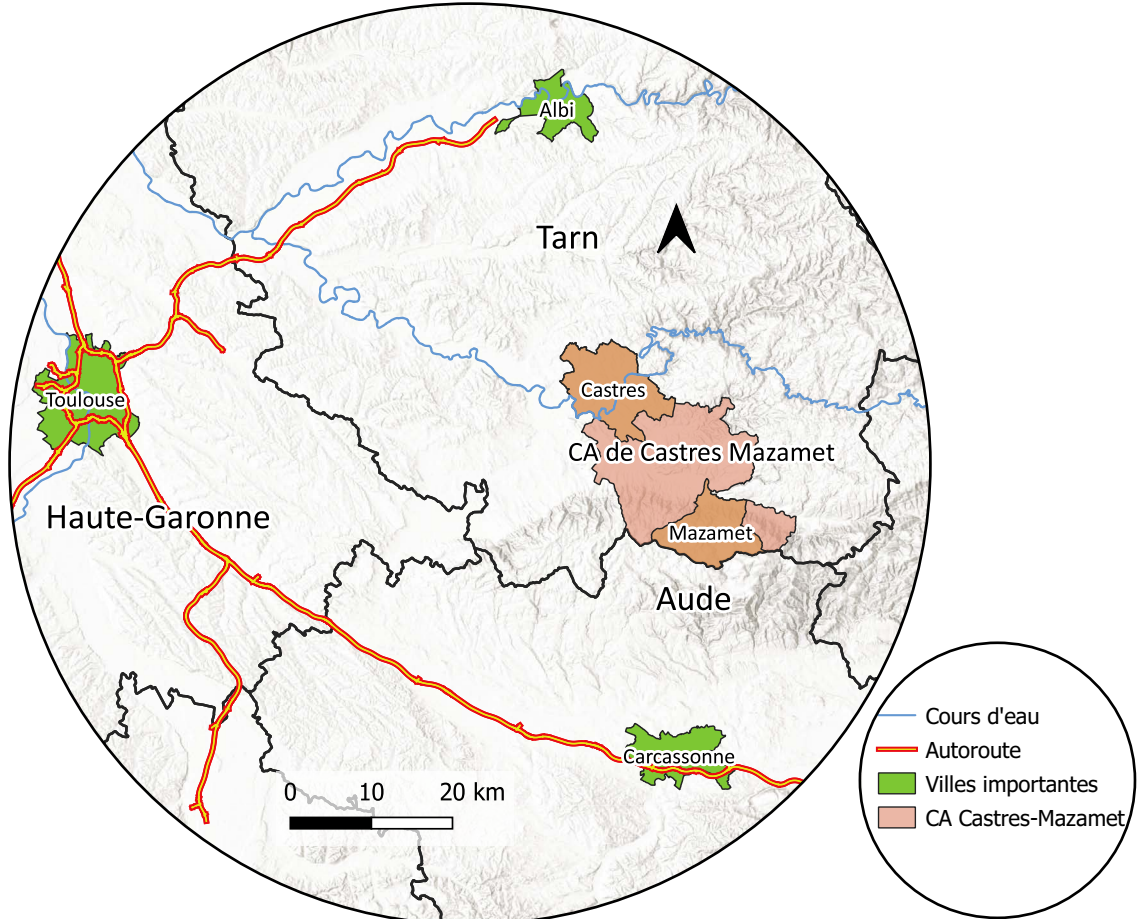 Albi
Tarn
Castres
Toulouse
CA de Castres Mazamet
Haute-Garonne
Mazamet
Aude
Carcassonne
0 10 20 km
Cours d'eau
Autoroute
Villes importantes
CA Castres-Mazamet